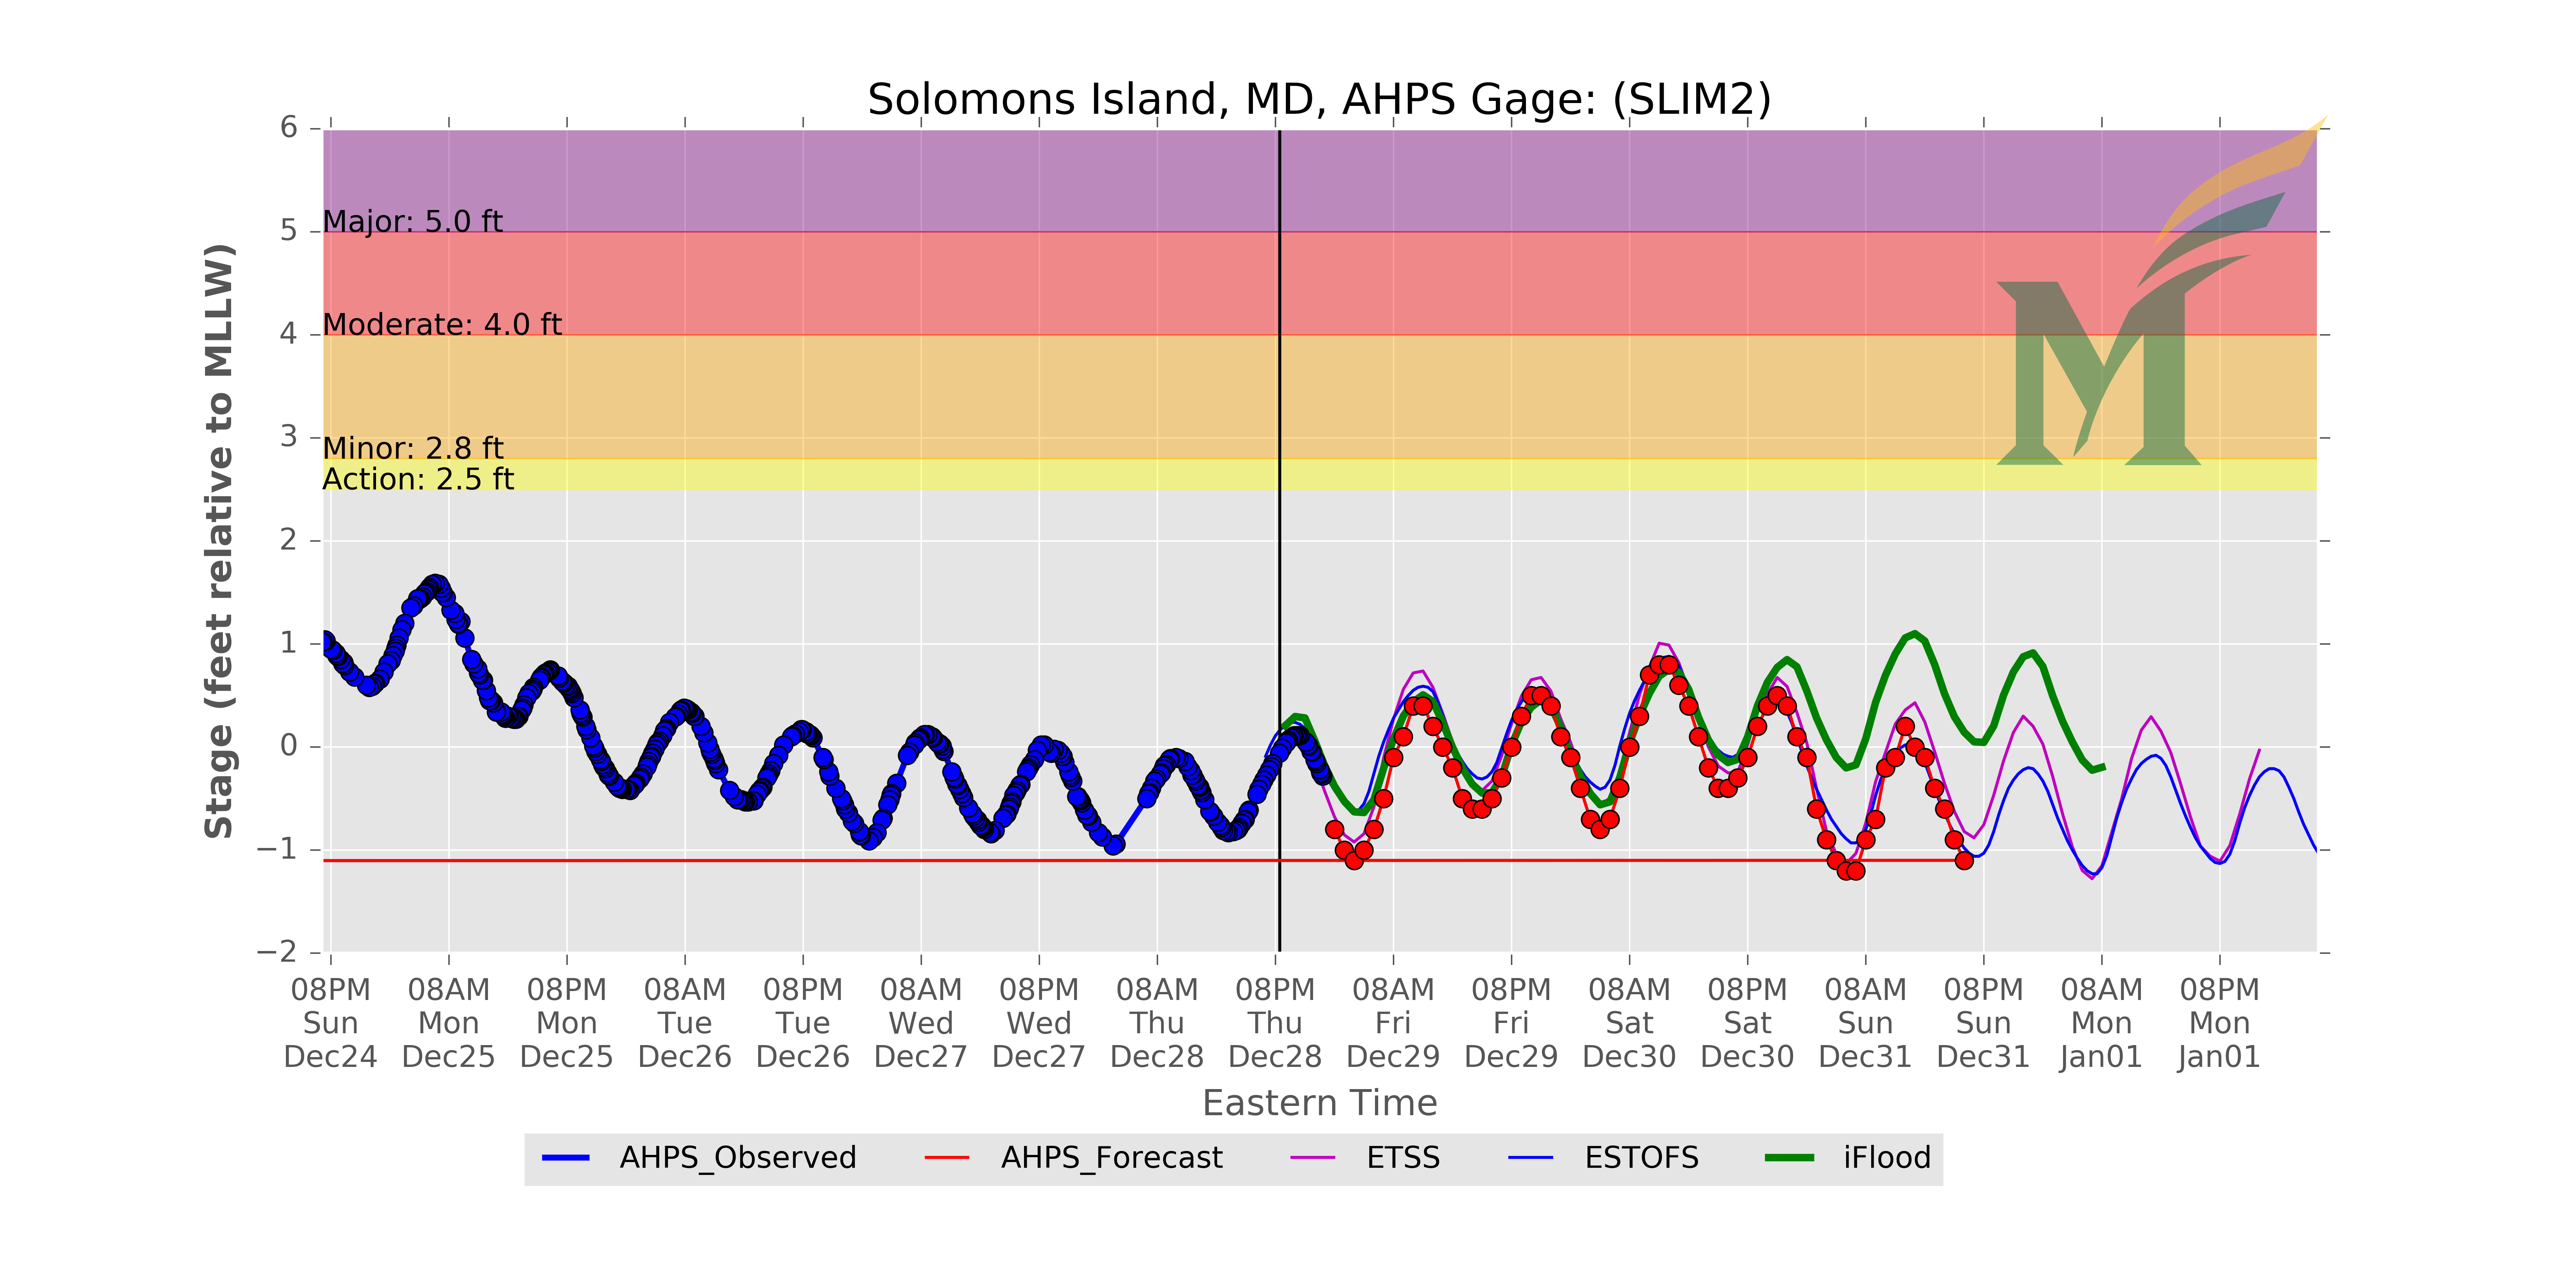 Solomons Island, MD, AHPS Gage: (SLIM2)
6
5
4
3
2
1
0
−1
−2
Stage (feet relative to MLLW)
Major: 5.0 ft
Moderate: 4.0 ft
Minor: 2.8 ft
Action: 2.5 ft
M
08PM 08AM 08PM 08AM 08PM 08AM 08PM 08AM 08PM 08AM 08PM 08AM 08PM 08AM 08PM 08AM 08PM
Sun Mon Mon Tue Tue Wed Wed Thu Thu Fri Fri Sat Sat Sun Sun Mon Mon
Dec24 Dec25 Dec25 Dec26 Dec26 Dec27 Dec27 Dec28 Dec28 Dec29 Dec29 Dec30 Dec30 Dec31 Dec31 Jan01 Jan01
Eastern Time
AHPS_Observed AHPS_Forecast ETSS ESTOFS iFlood